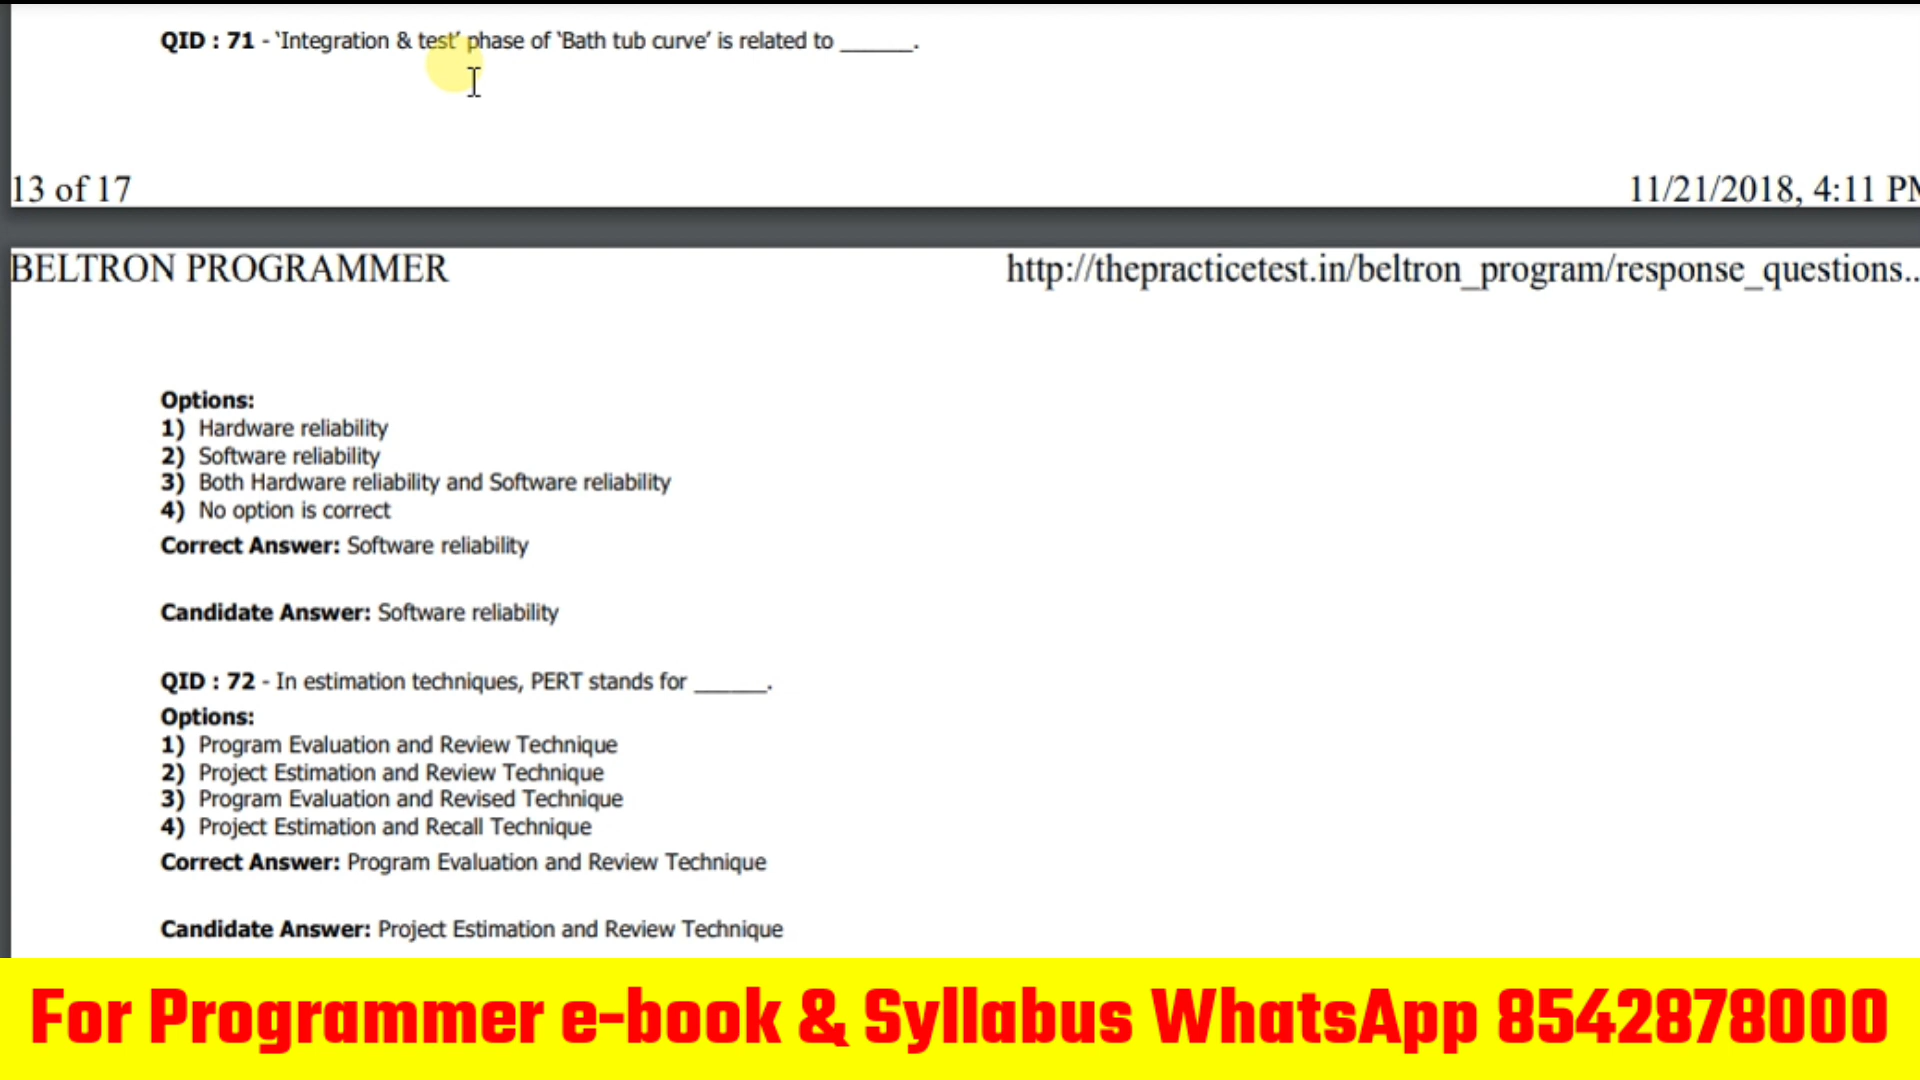 QID : 71 - ‘Integration & test’ phase of ‘Bath tub curve’ is related to ______.
13 of 17
11/21/2018, 4:11 PM
BELTRON PROGRAMMER
http://thepracticetest.in/beltron_program/response_questions...
Options:
1) Hardware reliability
2) Software reliability
3) Both Hardware reliability and Software reliability
4) No option is correct
Correct Answer: Software reliability
Candidate Answer: Software reliability
QID : 72 - In estimation techniques, PERT stands for ______.
Options:
1) Program Evaluation and Review Technique
2) Project Estimation and Review Technique
3) Program Evaluation and Revised Technique
4) Project Estimation and Recall Technique
Correct Answer: Program Evaluation and Review Technique
Candidate Answer: Project Estimation and Review Technique
For Programmer e-book & Syllabus WhatsApp 8542878000